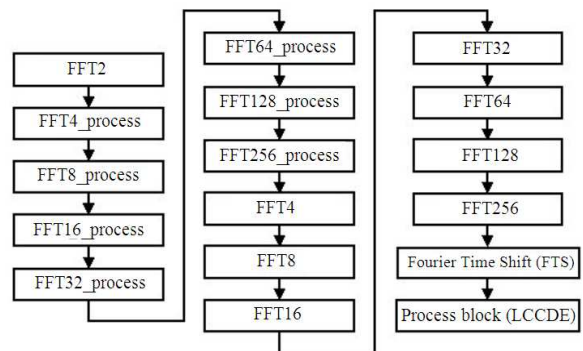 FFT2
FFT4_process
FFT8_process
FFT16_process
FFT32_process
FFT64_process
FFT128_process
FFT256_process
FFT4
FFT8
FFT16
FFT32
FFT64
FFT128
FFT256
Fourier Time Shift (FTS)
Process block (LCCDE)